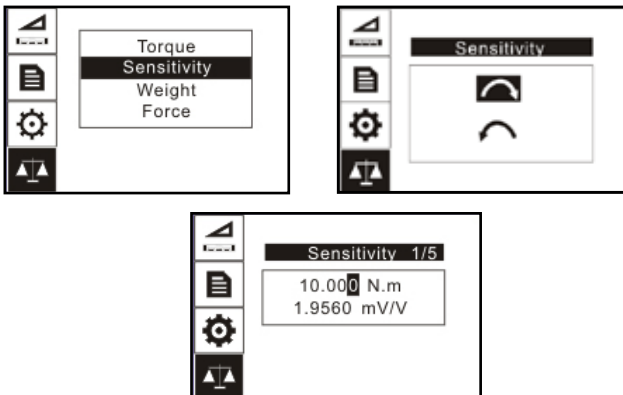 Torque
Sensitivity
Weight
Force
Sensitivity
Sensitivity 1/5
10.000 N.m
1.9560 mV/V